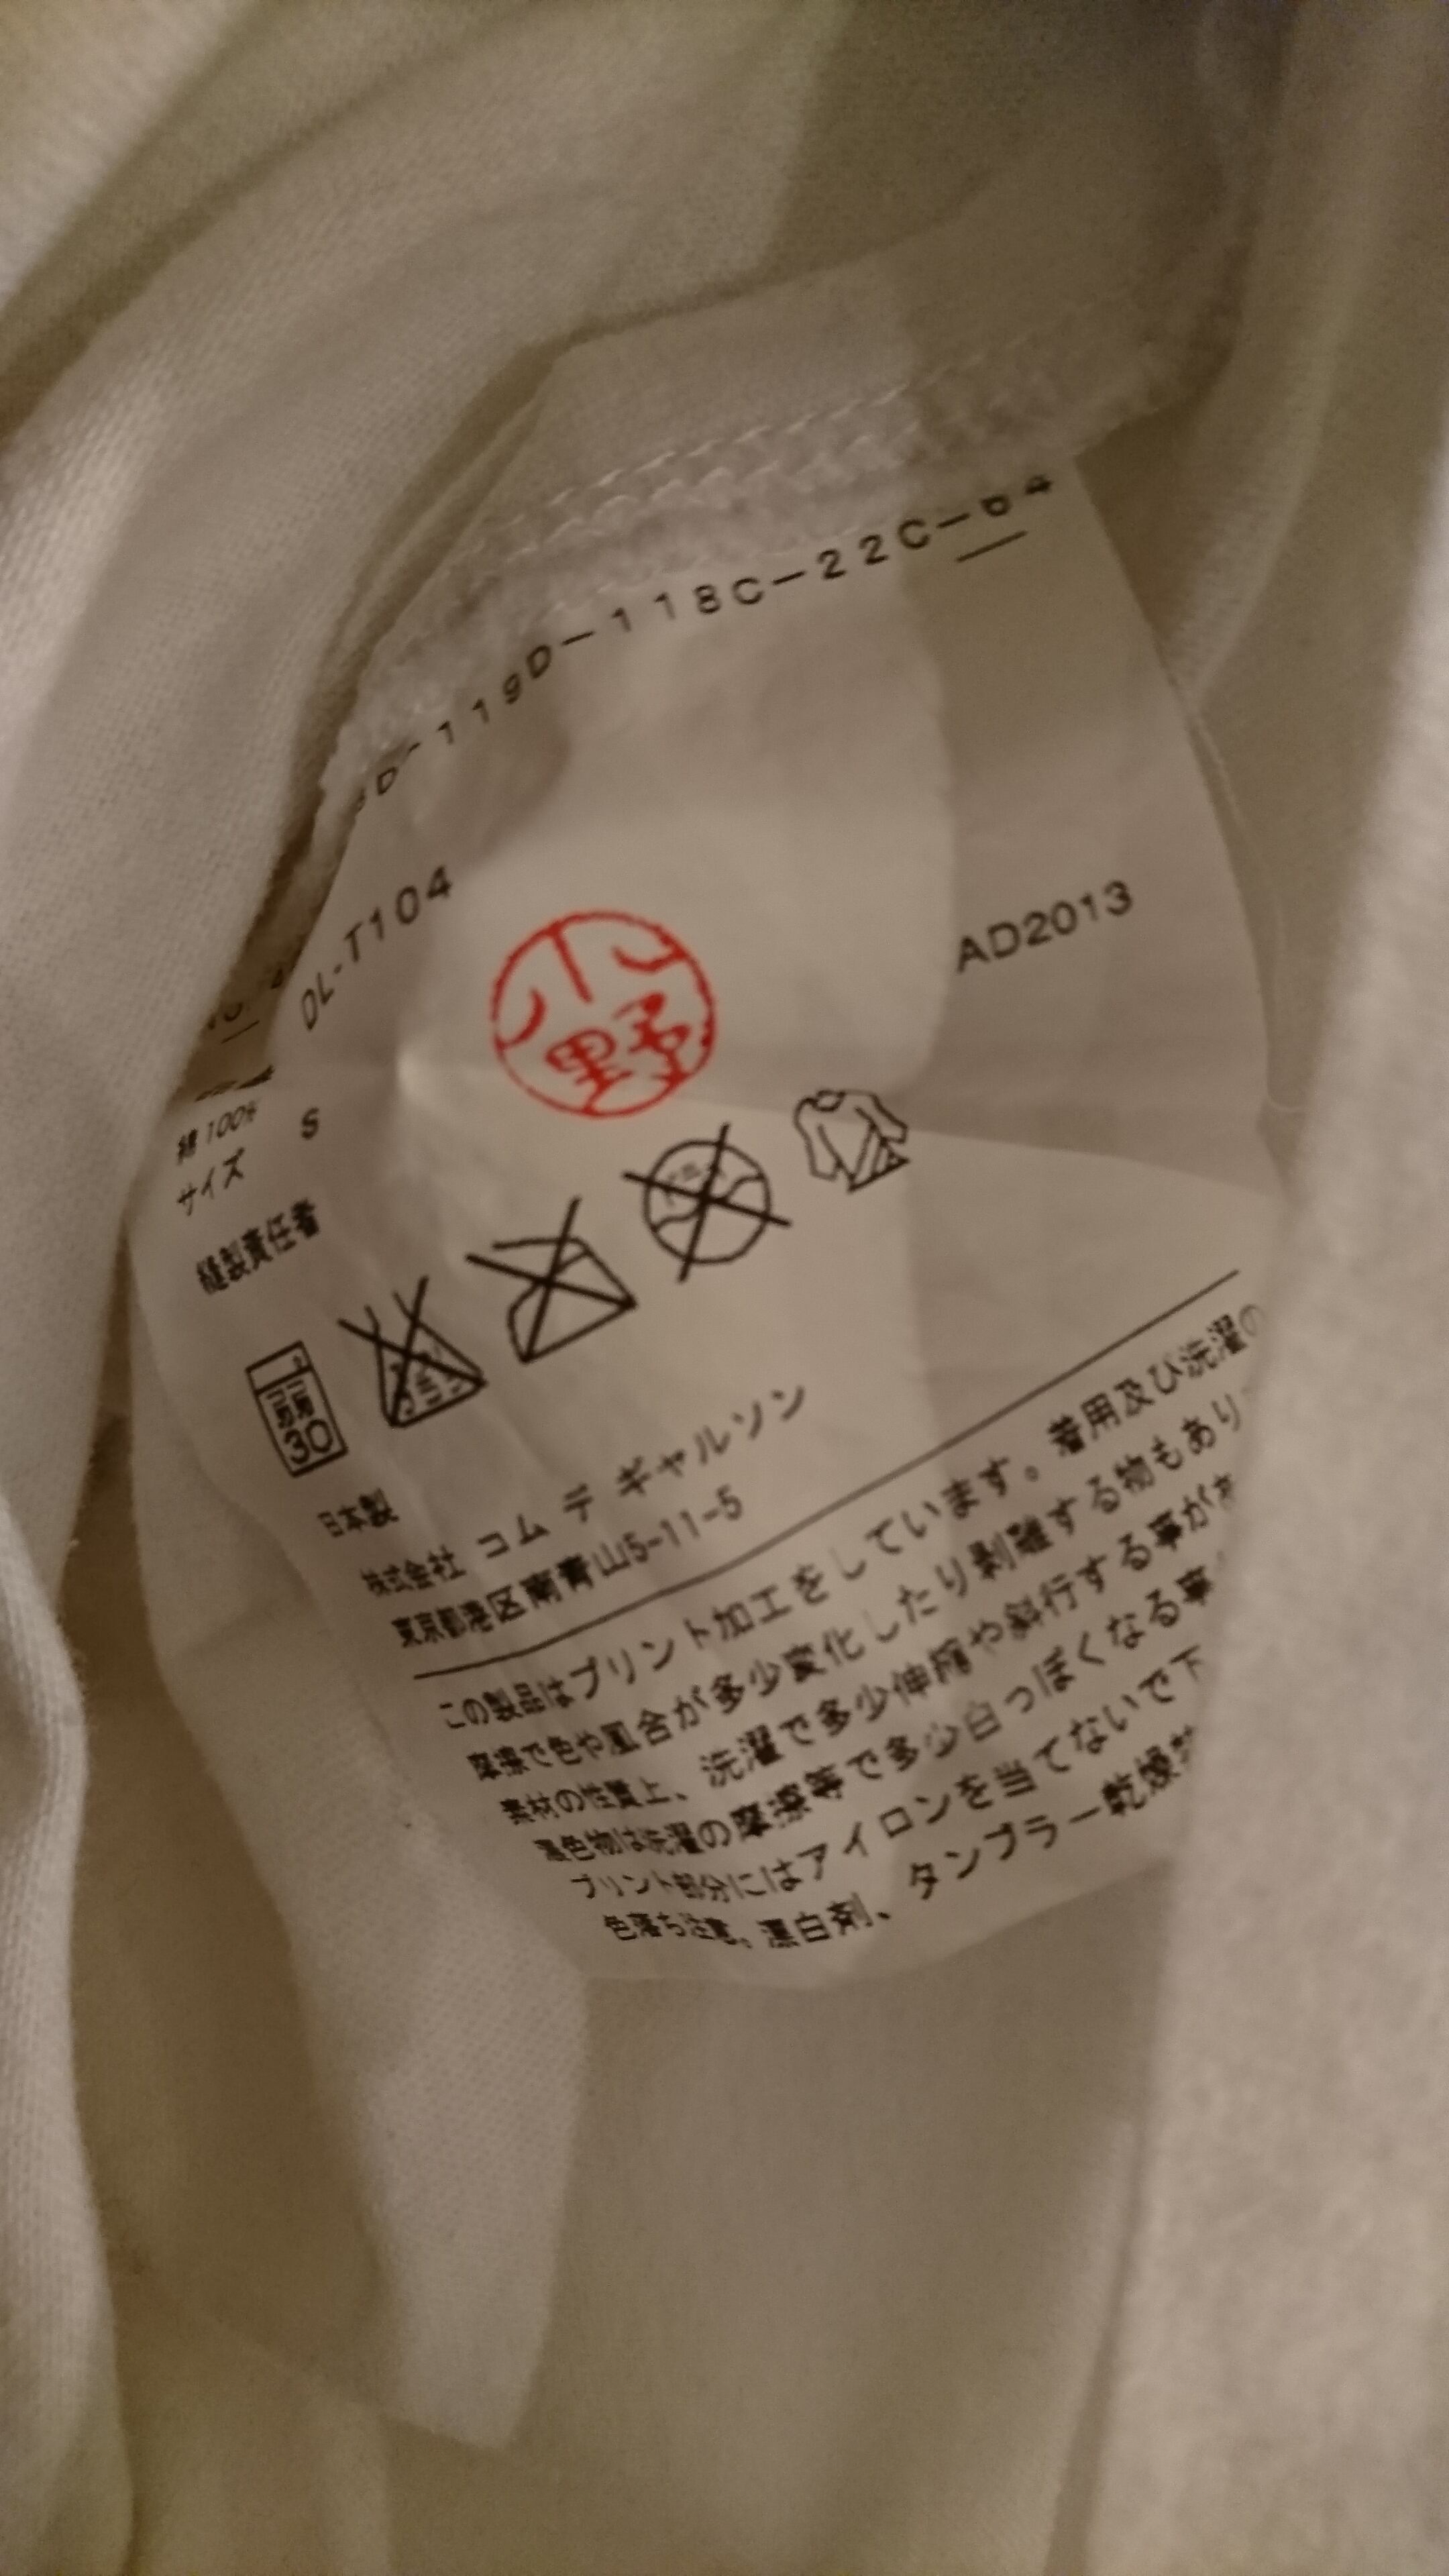 D-119D-118C-22C-64
DL-T104
AD2013
小野
綿 100%
サイズ S
縫製責任者
弱
30
日本製
株式会社 コム デ ギャルソン
東京都港区南青山5-11-5
この製品はプリント加工をしています。着用及び洗濯の
摩擦で色や風合が多少変化したり剥離する物もあり
素材の性質上、洗濯で多少伸縮や斜行する事が
濃色物は洗濯の摩擦等で多少白っぽくなる事
プリント部分にはアイロンを当てないで下
色落ち注意。漂白剤、タンブラー乾燥